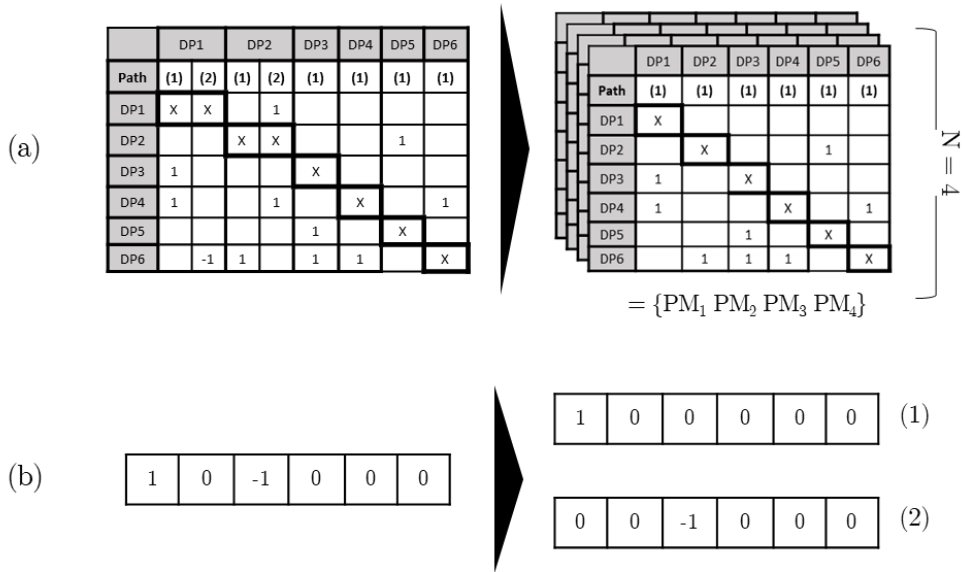 (a)
DP1 DP2 DP3 DP4 DP5 DP6
Path (1) (2) (1) (2) (1) (1) (1) (1)
DP1 X X 1
DP2 X X 1
DP3 1 X
DP4 1 1 X 1
DP5 1 X
DP6 -1 1 1 1 X
DP1 DP2 DP3 DP4 DP5 DP6
Path (1) (1) (1) (1) (1) (1)
DP1 X
DP2 X 1
DP3 1 X
DP4 1 X 1
DP5 1 X
DP6 1 1 1 X
N = 4
= {PM₁ PM₂ PM₃ PM₄}
(b)
1 0 -1 0 0 0
1 0 0 0 0 0 (1)
0 0 -1 0 0 0 (2)